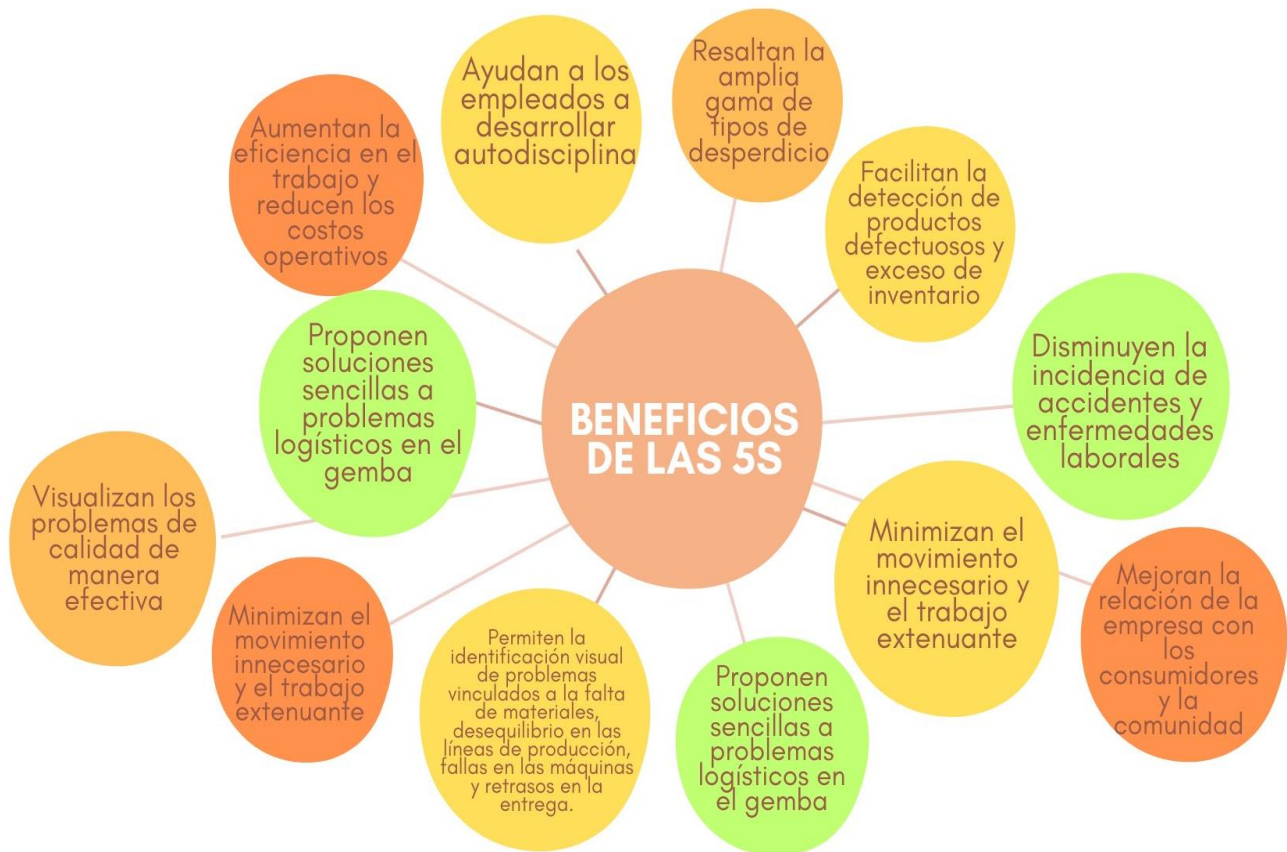 Resaltan la
amplia
gama de
tipos de
desperdicio
Ayudan a los
empleados a
desarrollar
autodisciplina
Aumentan la
eficiencia en el
trabajo y
reducen los
costos
operativos
Facilitan la
detección de
productos
defectuosos y
exceso de
inventario
Proponen
soluciones
sencillas a
problemas
logísticos en el
gemba
BENEFICIOS
DE LAS 5S
Disminuyen la
incidencia de
accidentes y
enfermedades
laborales
Visualizan los
problemas de
calidad de
manera
efectiva
Minimizan el
movimiento
innecesario y
el trabajo
extenuante
Mejoran la
relación de la
empresa con
los
consumidores
y la
comunidad
Minimizan el
movimiento
innecesario
y el trabajo
extenuante
Permiten la
identificación visual
de problemas
vinculados a la falta
de materiales,
desequilibrio en las
líneas de producción,
fallas en las máquinas
y retrasos en la
entrega.
Proponen
soluciones
sencillas a
problemas
logísticos en
el gemba